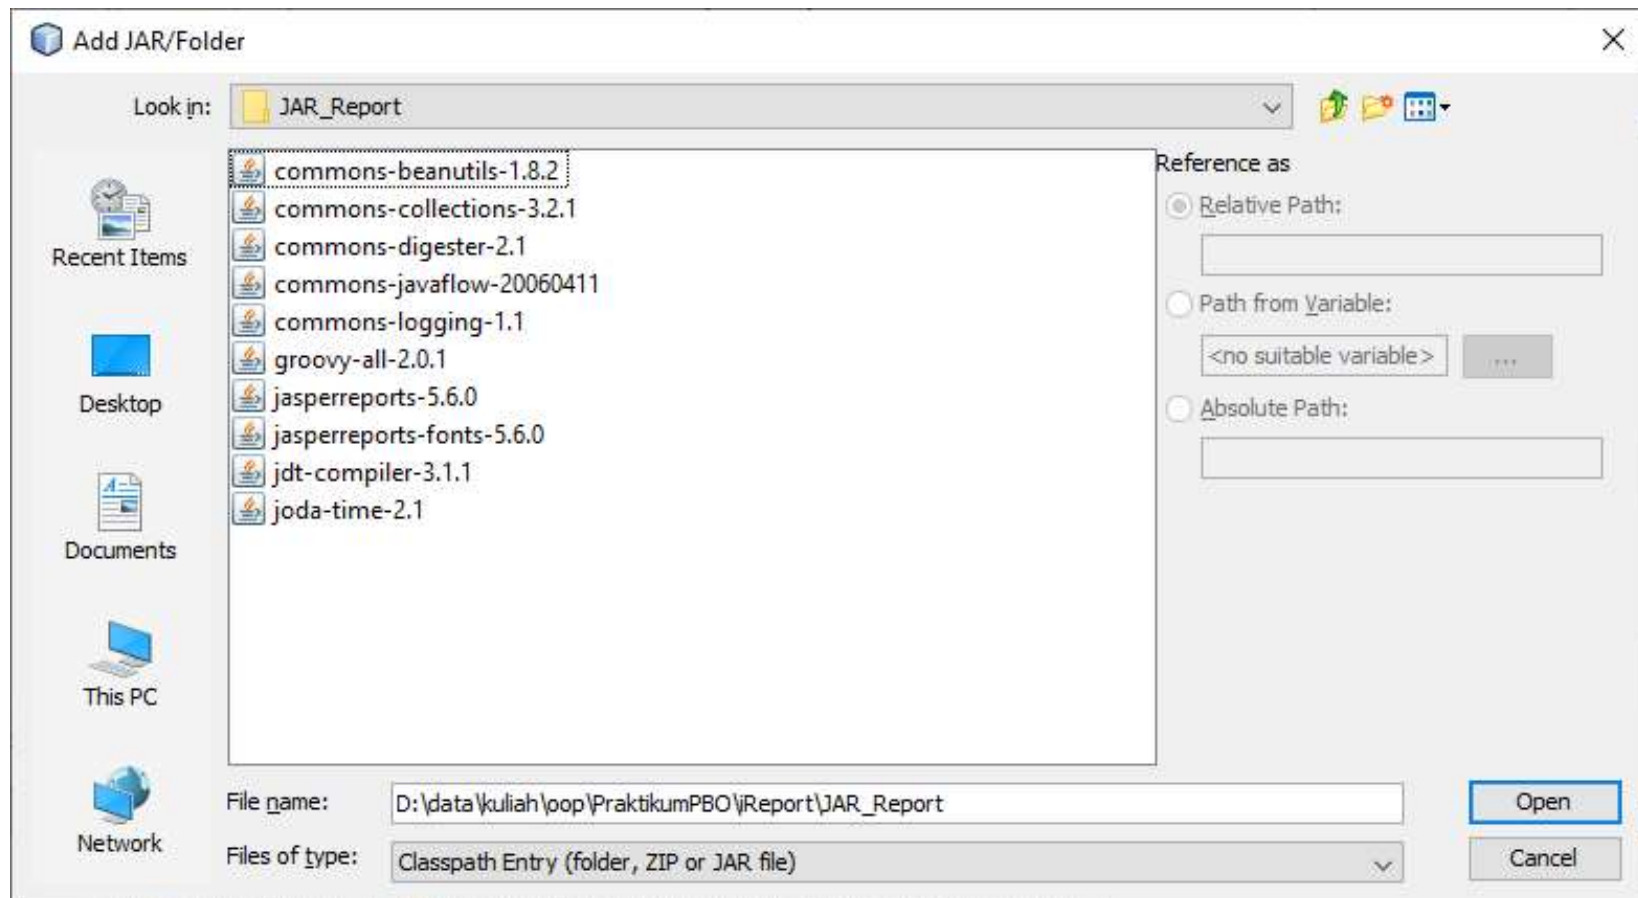 Add JAR/Folder
Look in:
JAR_Report
Recent Items
Desktop
Documents
This PC
Network
commons-beanutils-1.8.2
commons-collections-3.2.1
commons-digester-2.1
commons-javaflow-20060411
commons-logging-1.1
groovy-all-2.0.1
jasperreports-5.6.0
jasperreports-fonts-5.6.0
jdt-compiler-3.1.1
joda-time-2.1
Reference as
Relative Path:
Path from Variable:
<no suitable variable>
...
Absolute Path:
File name:
D:\data\kuliah\oop\PraktikumPBO\iReport\JAR_Report
Open
Files of type:
Classpath Entry (folder, ZIP or JAR file)
Cancel